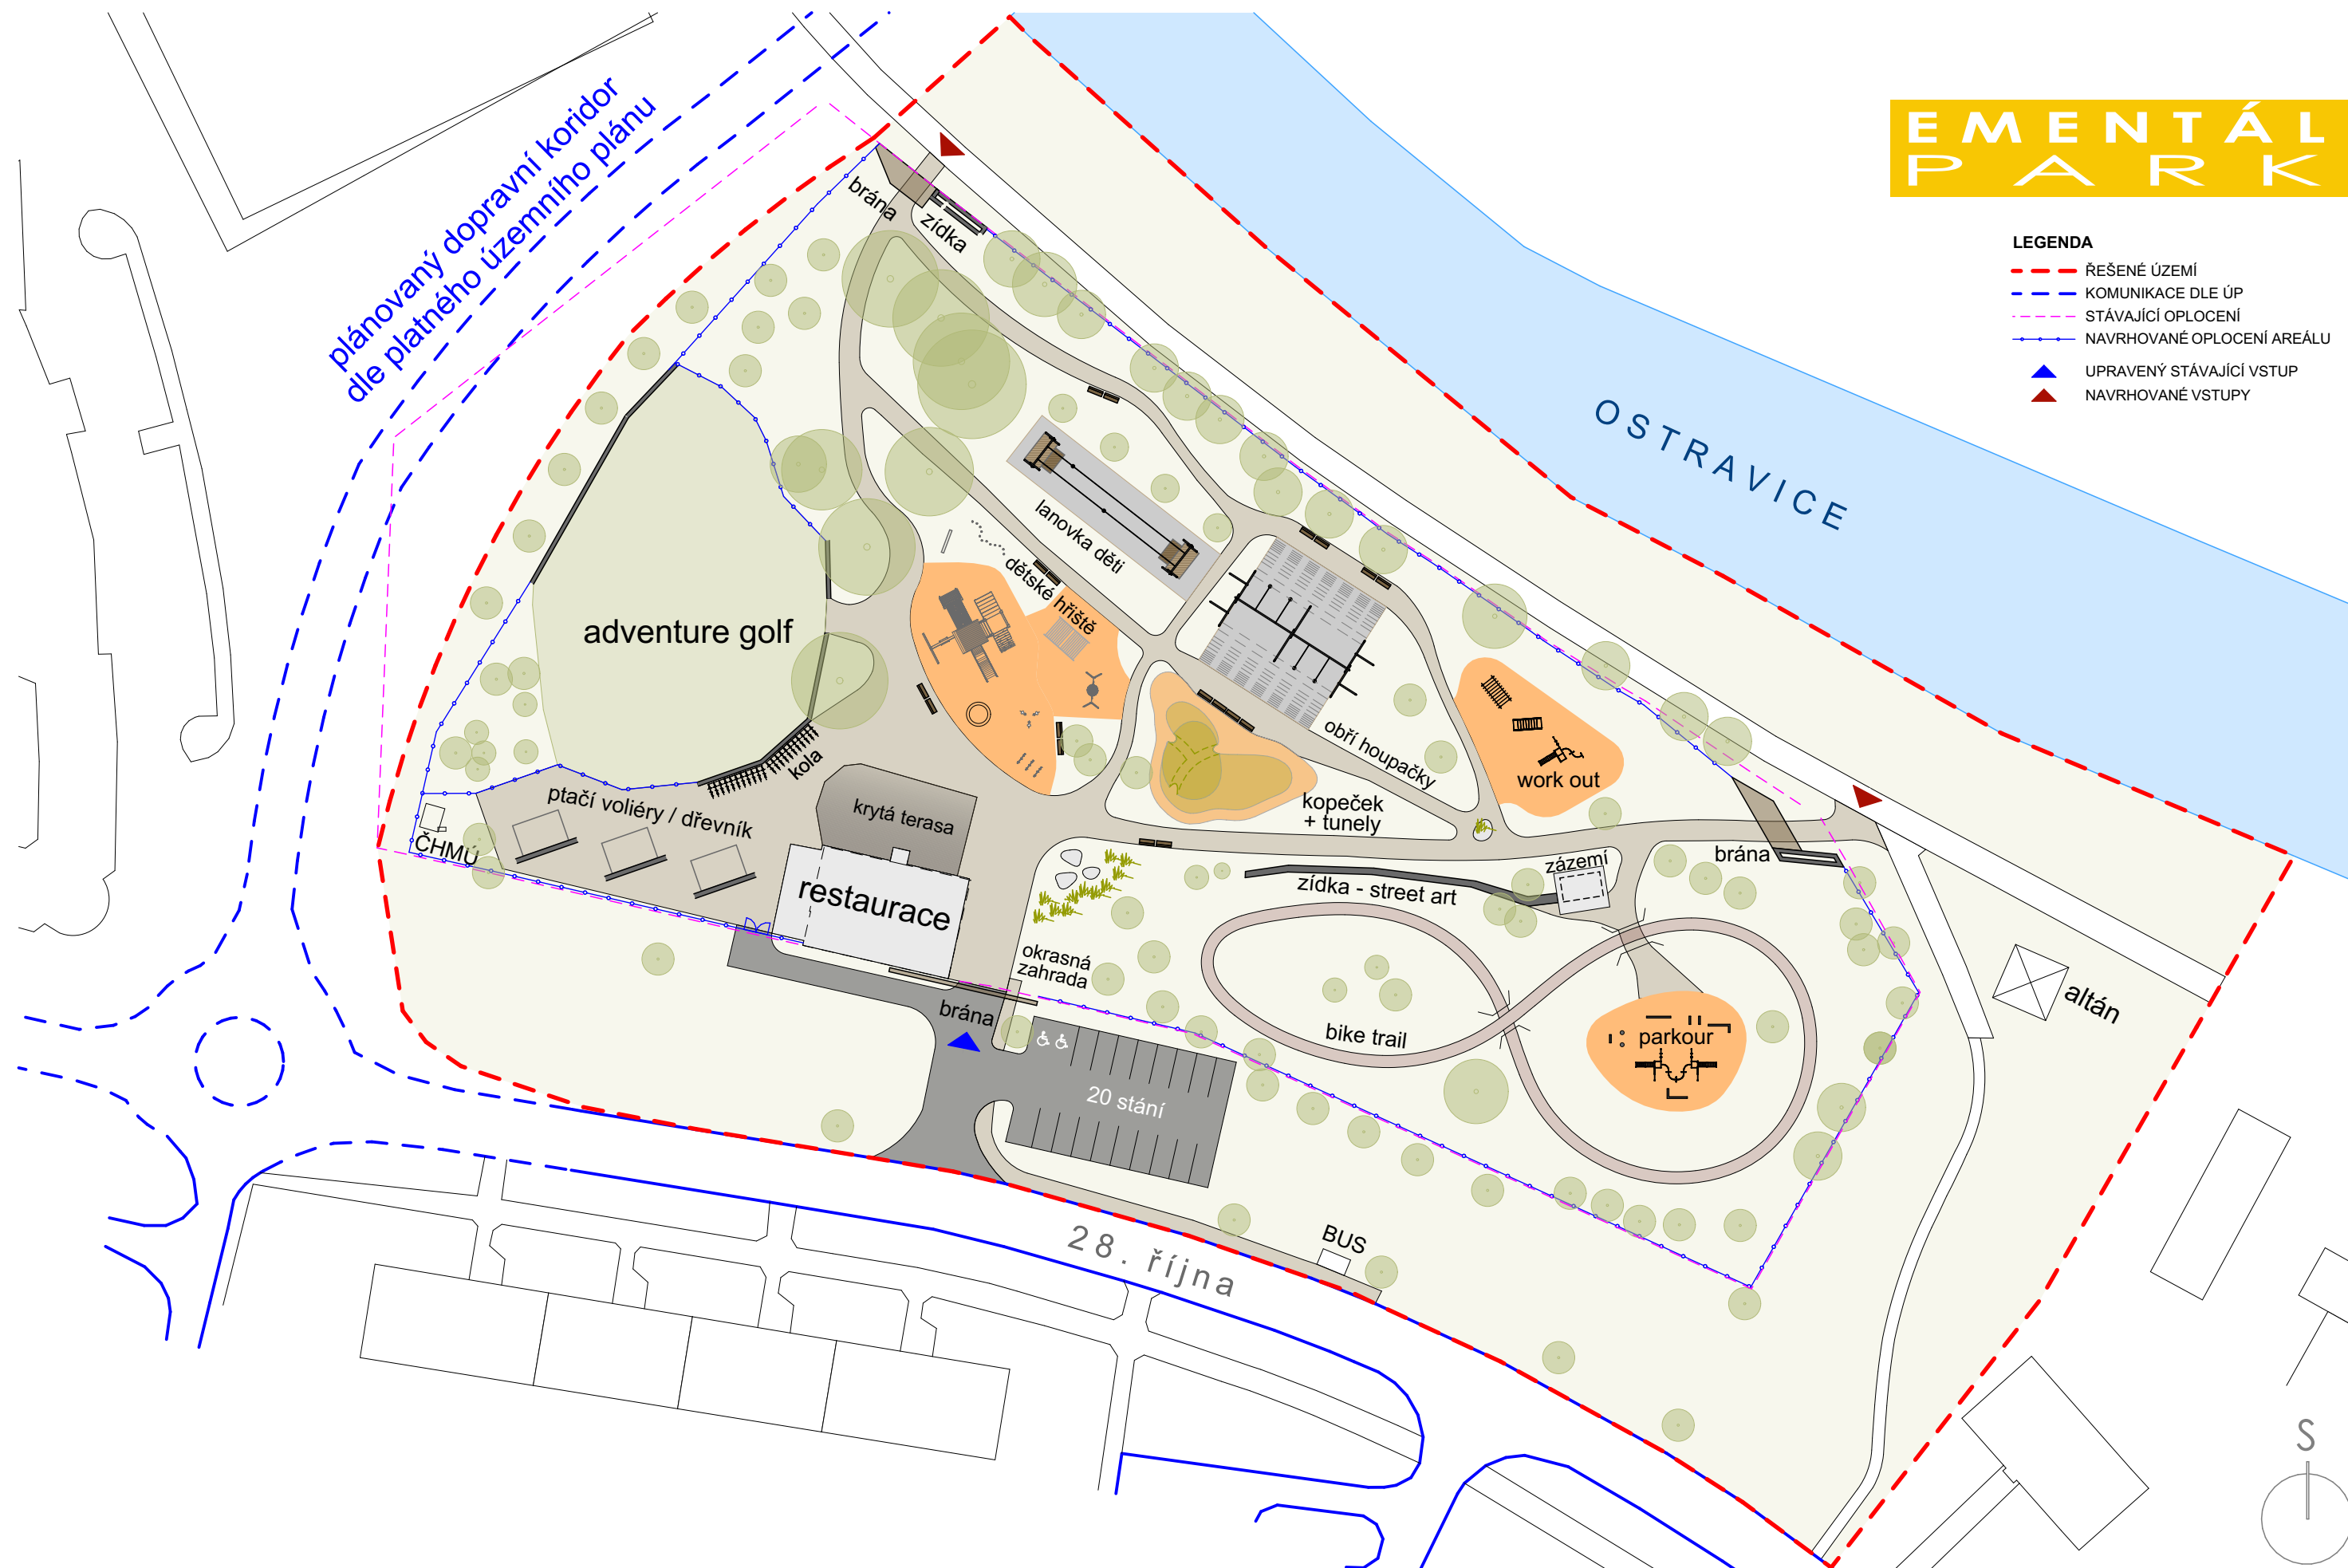 EMENTÁL
PARK
LEGENDA
ŘEŠENÉ ÚZEMÍ
KOMUNIKACE DLE ÚP
STÁVAJÍCÍ OPLOCENÍ
NAVRHOVANÉ OPLOCENÍ AREÁLU
UPRAVENÝ STÁVAJÍCÍ VSTUP
NAVRHOVANÉ VSTUPY
plánovaný dopravní koridor
dle platného územního plánu
brána
zídka
OSTRAVICE
lanovka děti
dětské hřiště
adventure golf
obří houpačky
work out
kola
kopeček
+ tunely
ptačí voliéry / dřevník
krytá terasa
ČHMÚ
restaurace
zídka - street art
zázemí
brána
okrasná
zahrada
altán
brána
bike trail
parkour
20 stání
28. října
BUS
S